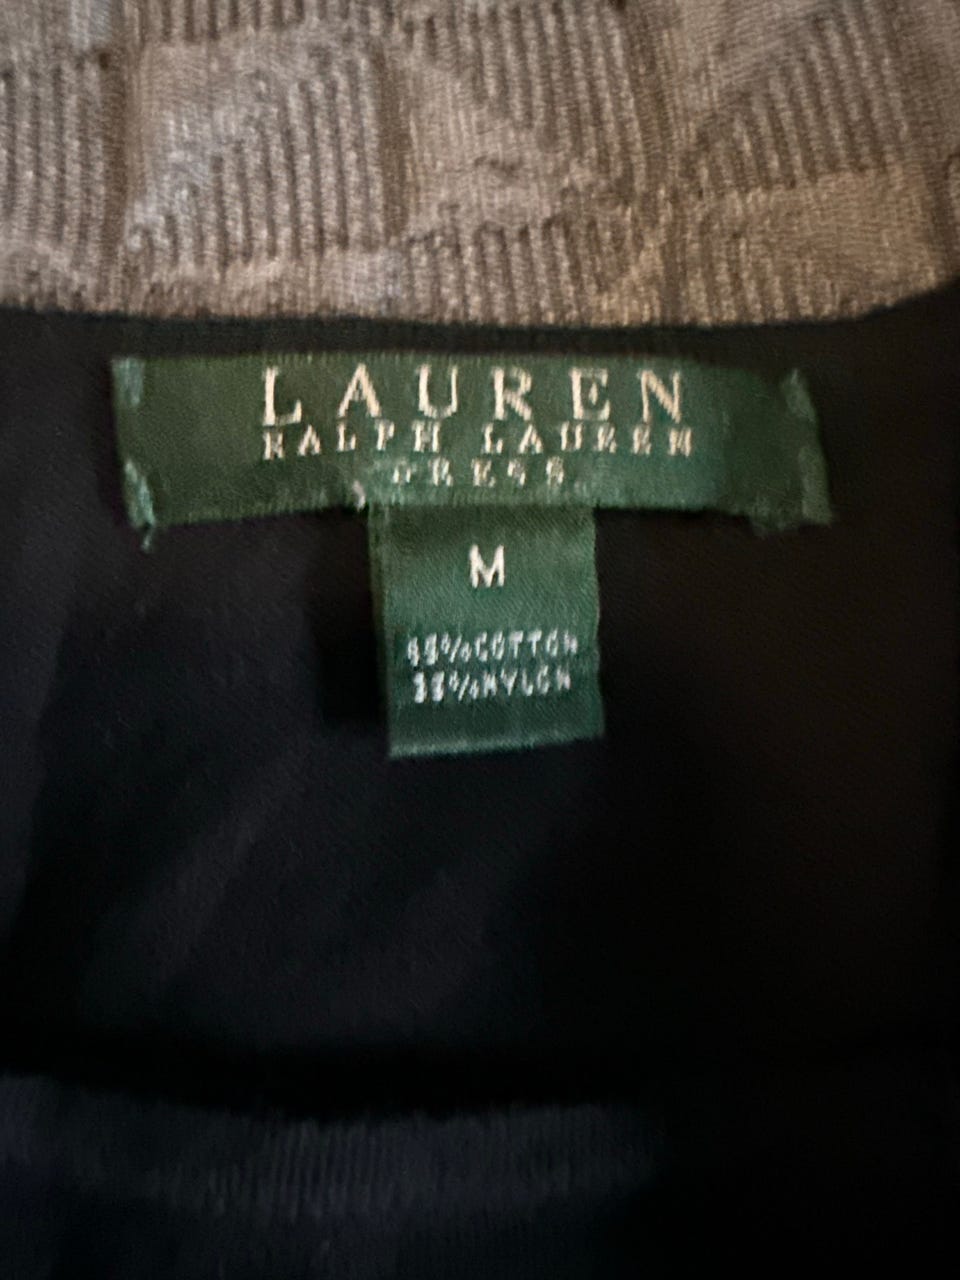 LAUREN
RALPH LAUREN
DRESS
M
COTTON
NYLON